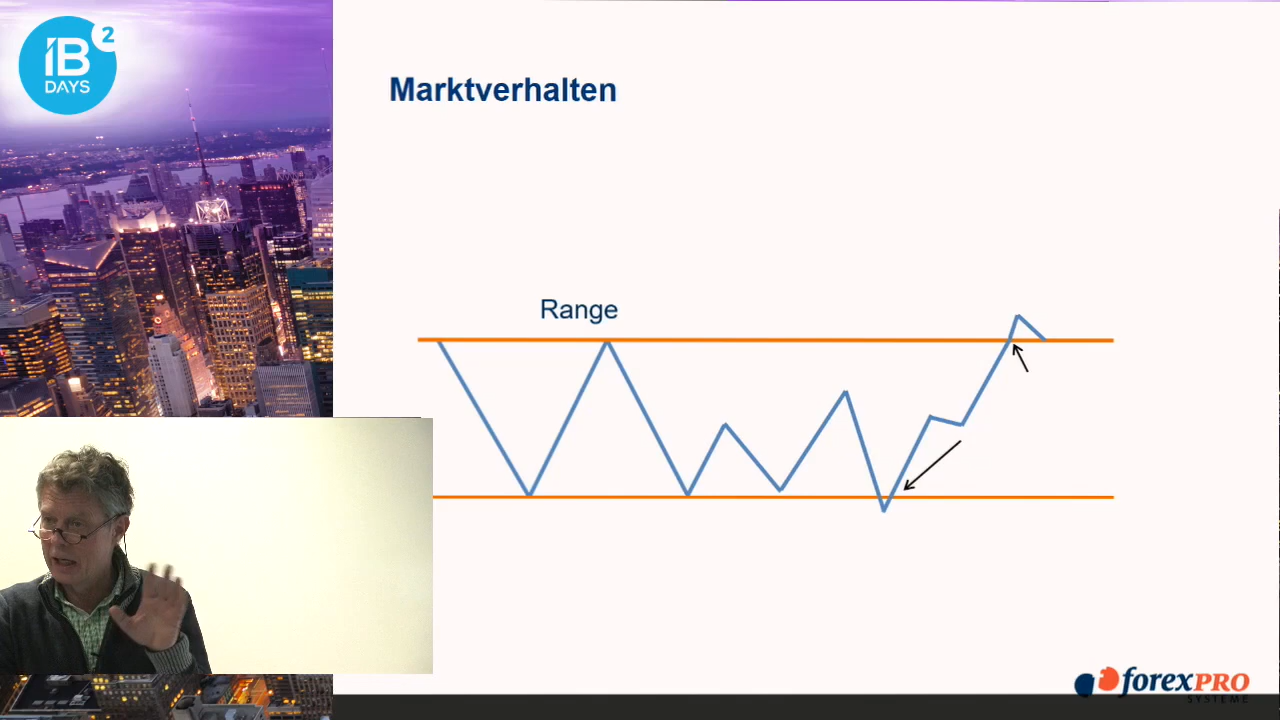 IB 2
DAYS
Marktverhalten
Range
forexPRO
SYSTEME